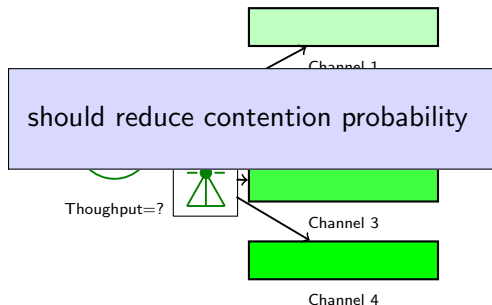 Channel 1
should reduce contention probability
Thoughput=?
Channel 3
Channel 4